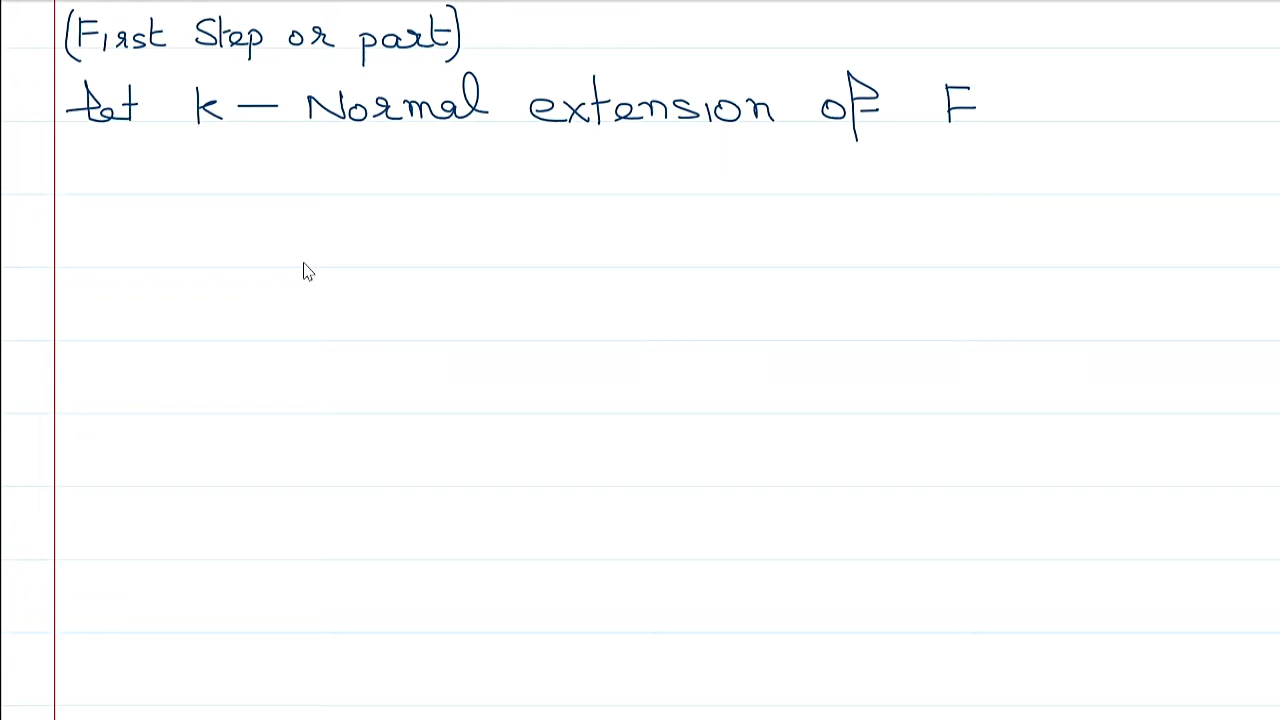 (First Step or part)
Let k — Normal extension of F